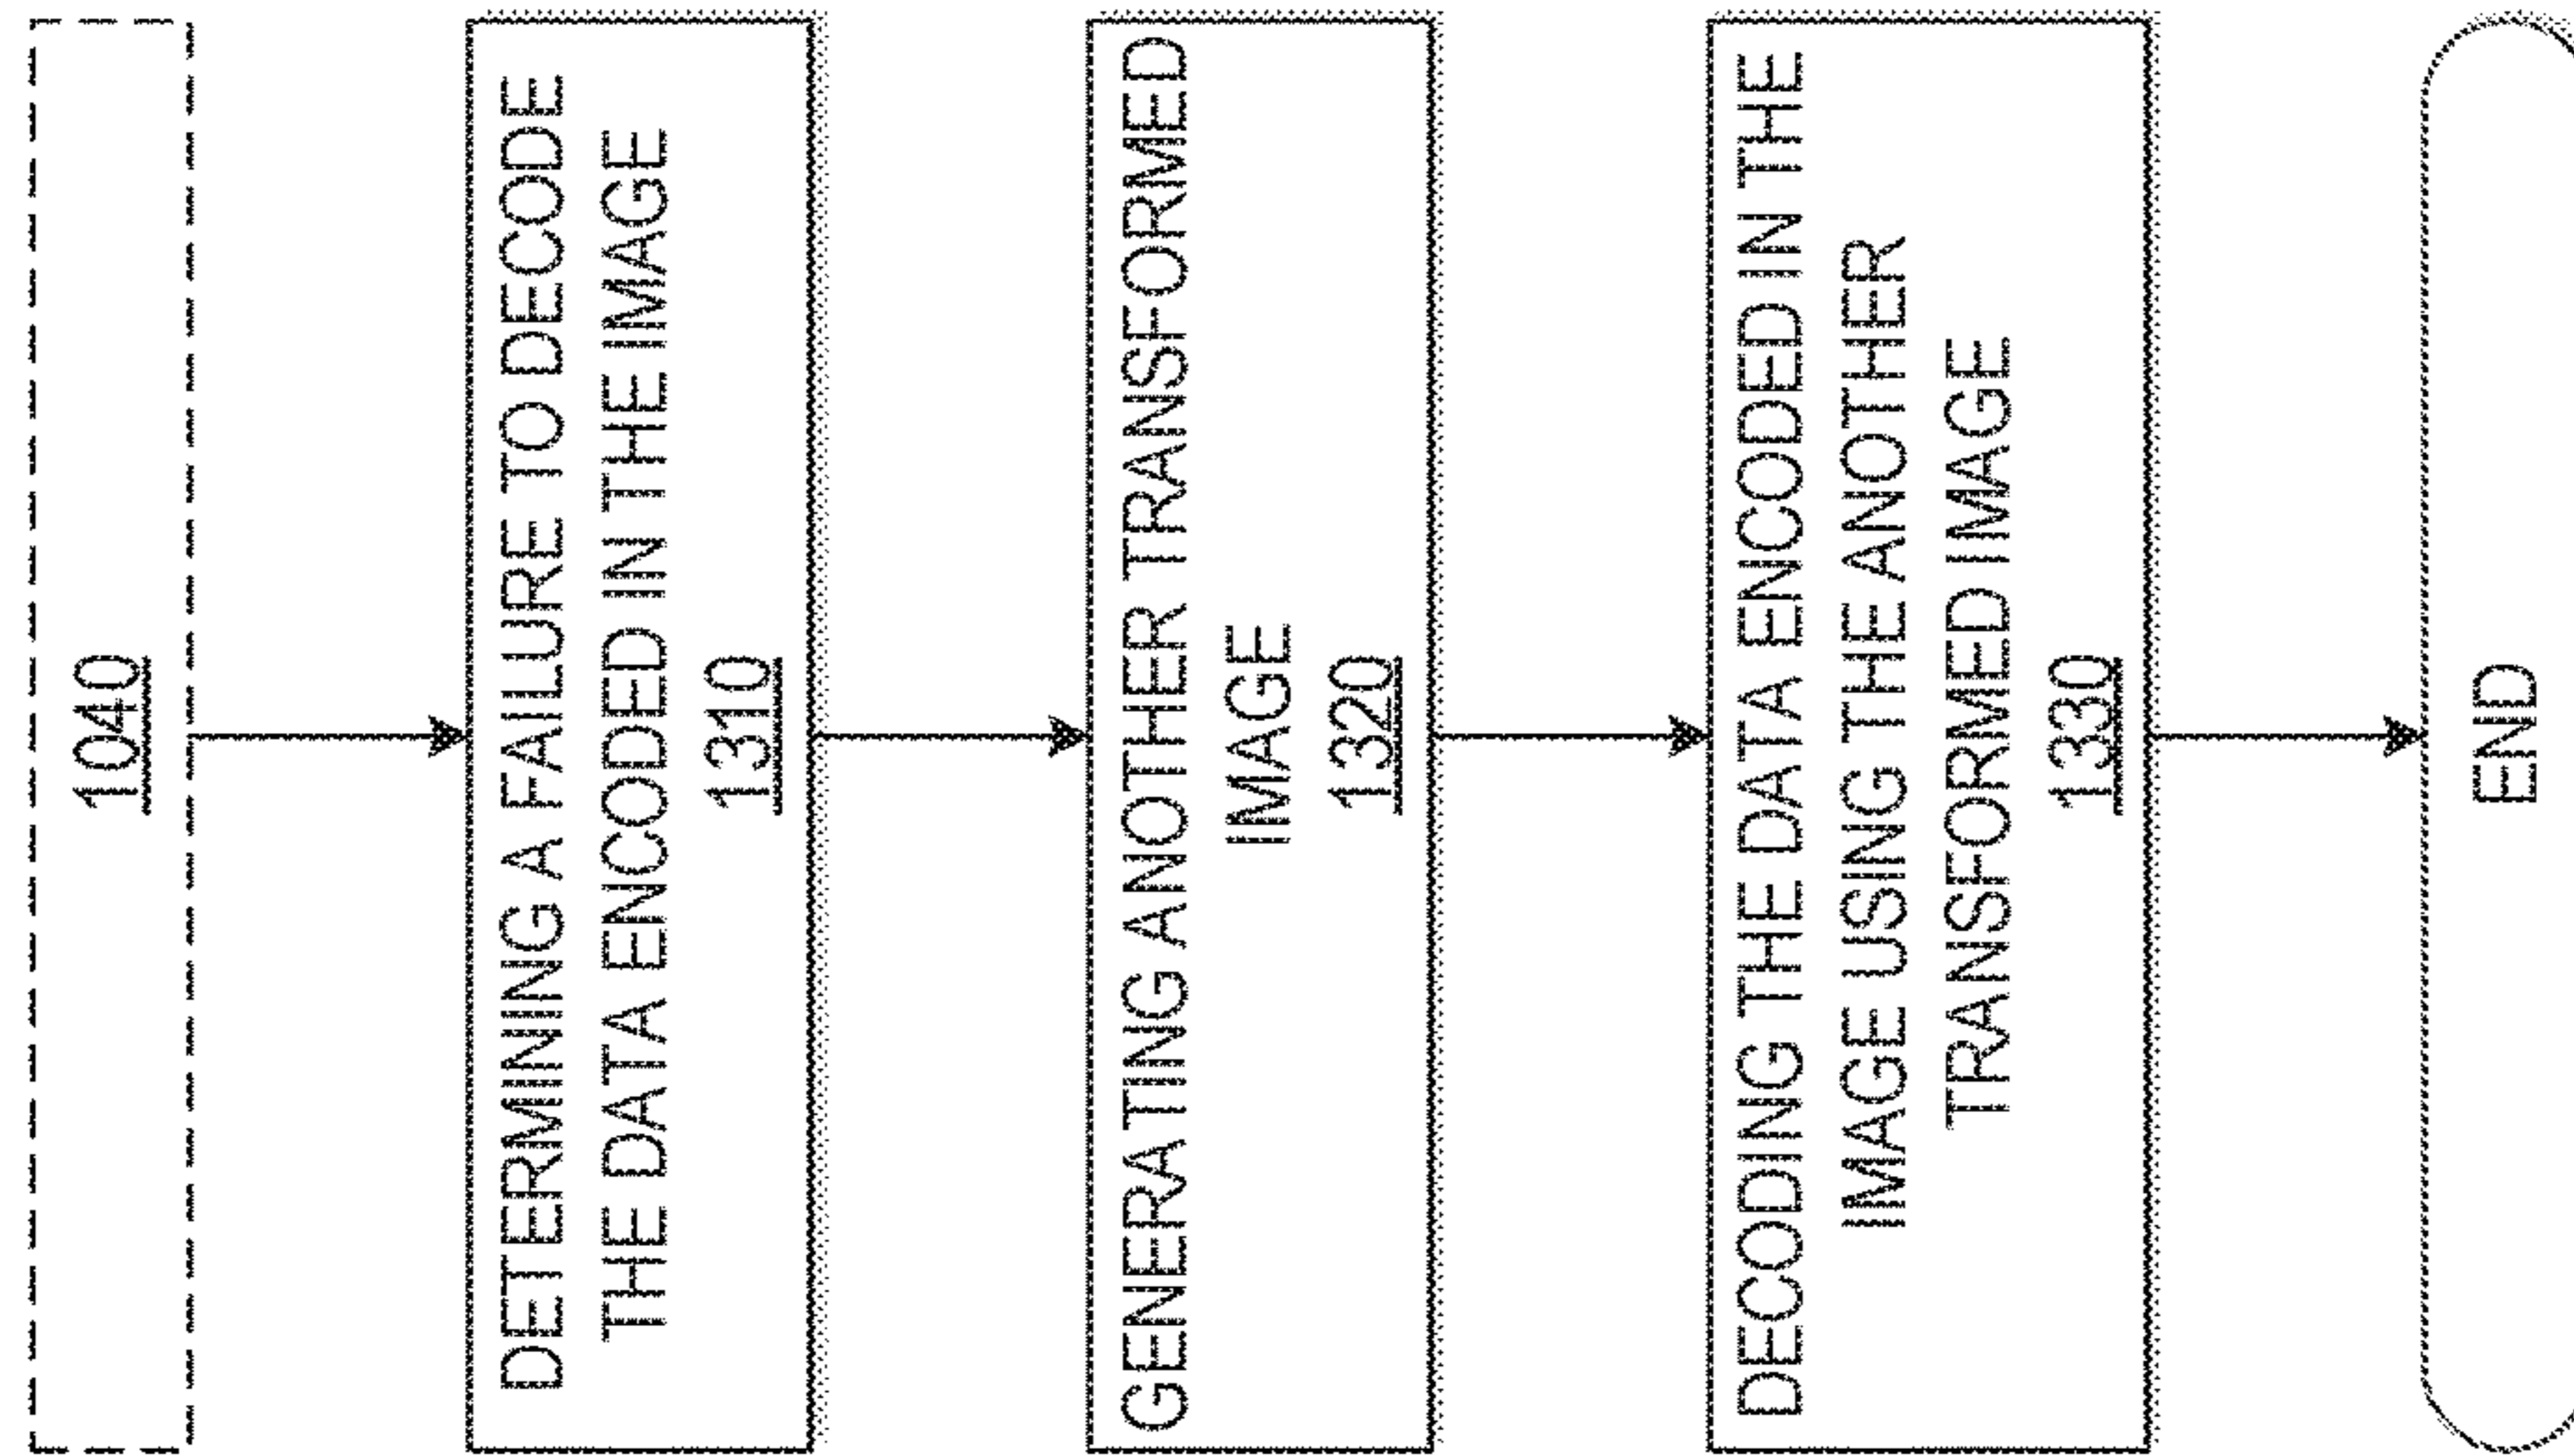 1040
DETERMINING A FAILURE TO DECODE
THE DATA ENCODED IN THE IMAGE
1310
GENERATING ANOTHER TRANSFORMED
IMAGE
1320
DECODING THE DATA ENCODED IN THE
IMAGE USING THE ANOTHER
TRANSFORMED IMAGE
1330
END